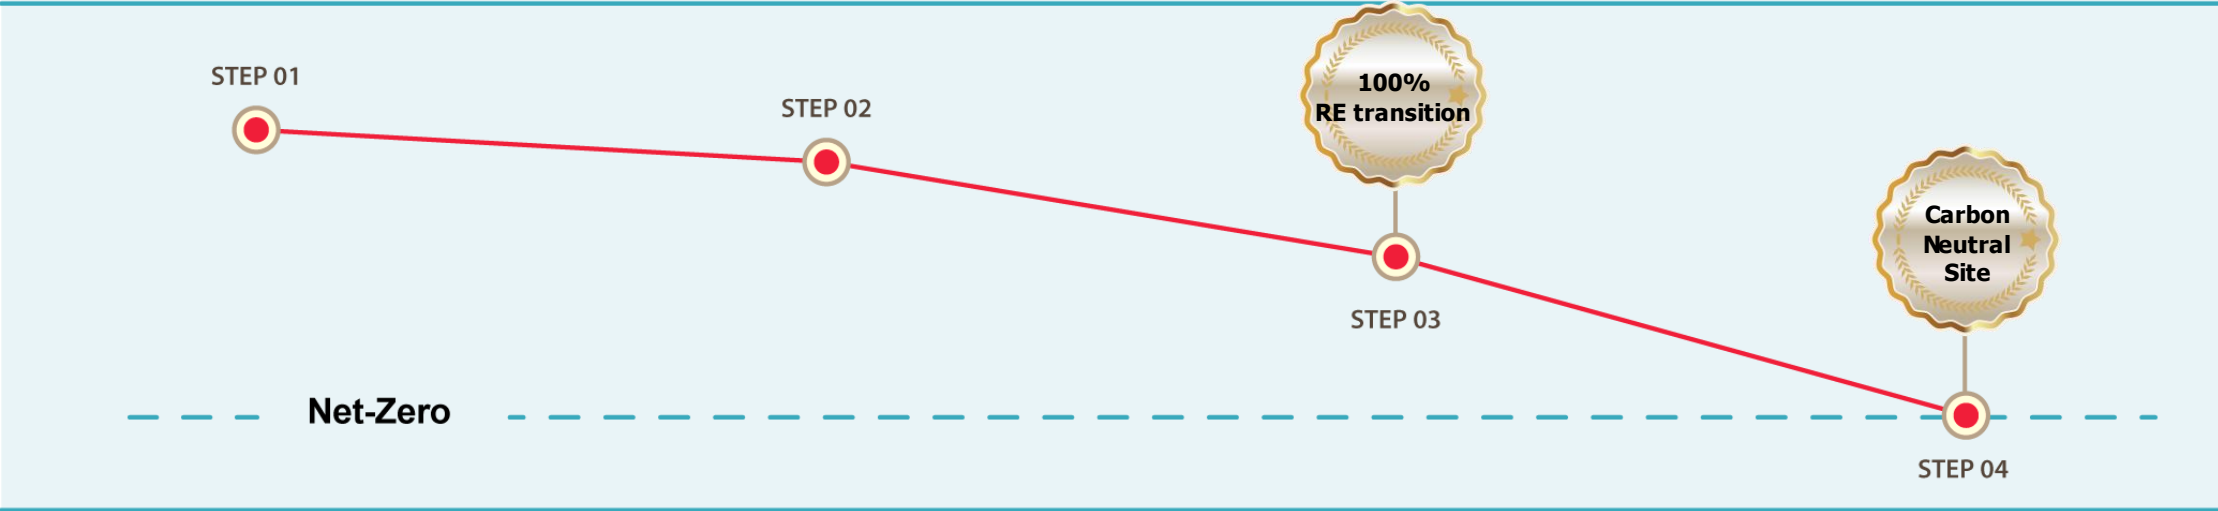 STEP 01
STEP 02
100%
RE transition
STEP 03
Carbon
Neutral
Site
Net-Zero
STEP 04